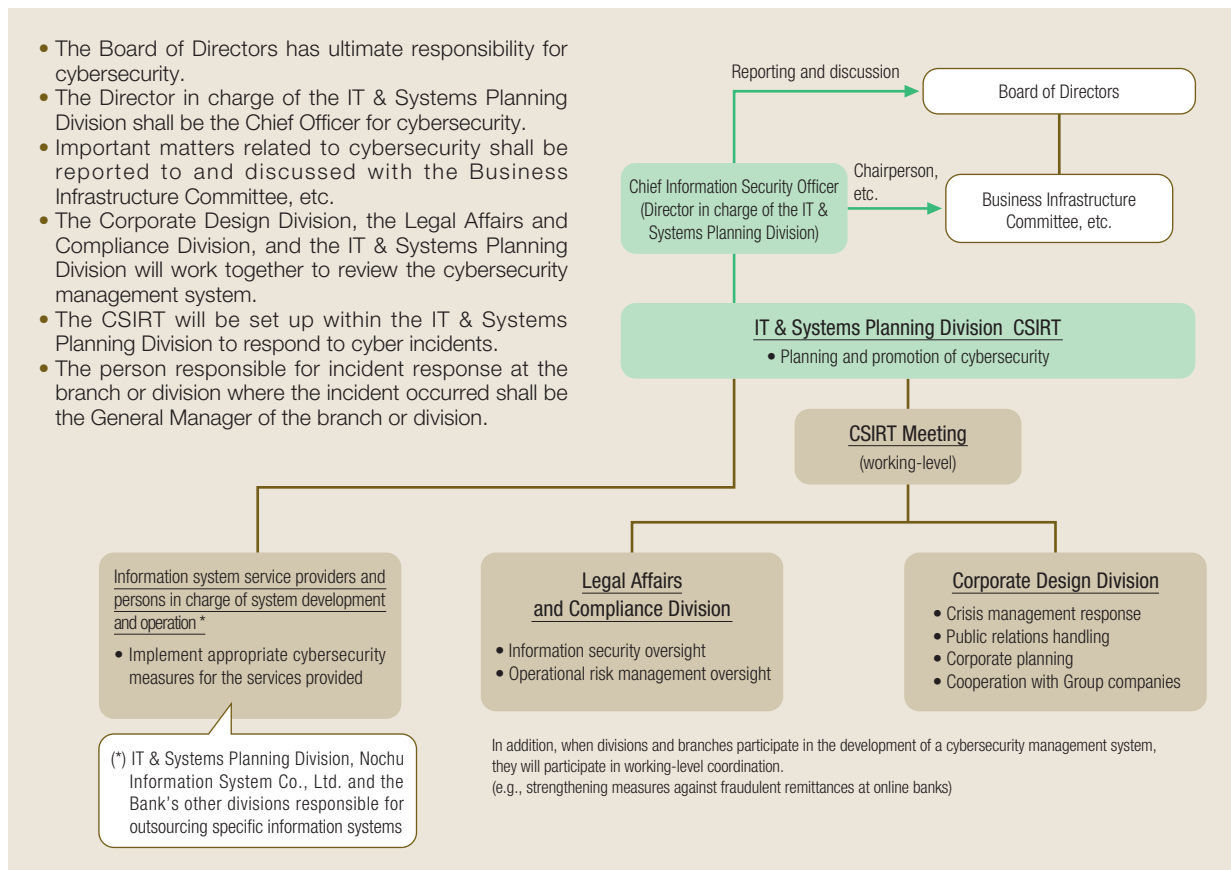 • The Board of Directors has ultimate responsibility for
cybersecurity.
• The Director in charge of the IT & Systems Planning
Division shall be the Chief Officer for cybersecurity.
• Important matters related to cybersecurity shall be
reported to and discussed with the Business
Infrastructure Committee, etc.
• The Corporate Design Division, the Legal Affairs and
Compliance Division, and the IT & Systems Planning
Division will work together to review the cybersecurity
management system.
• The CSIRT will be set up within the IT & Systems
Planning Division to respond to cyber incidents.
• The person responsible for incident response at the
branch or division where the incident occurred shall be
the General Manager of the branch or division.
Reporting and discussion
Board of Directors
Chief Information Security Officer
(Director in charge of the IT &
Systems Planning Division)
Chairperson,
etc.
Business Infrastructure
Committee, etc.
IT & Systems Planning Division CSIRT
• Planning and promotion of cybersecurity
CSIRT Meeting
(working-level)
Information system service providers and
persons in charge of system development
and operation *
• Implement appropriate cybersecurity
measures for the services provided
(*) IT & Systems Planning Division, Nochu
Information System Co., Ltd. and the
Bank's other divisions responsible for
outsourcing specific information systems
Legal Affairs
and Compliance Division
• Information security oversight
• Operational risk management oversight
Corporate Design Division
• Crisis management response
• Public relations handling
• Corporate planning
• Cooperation with Group companies
In addition, when divisions and branches participate in the development of a cybersecurity management system,
they will participate in working-level coordination.
(e.g., strengthening measures against fraudulent remittances at online banks)